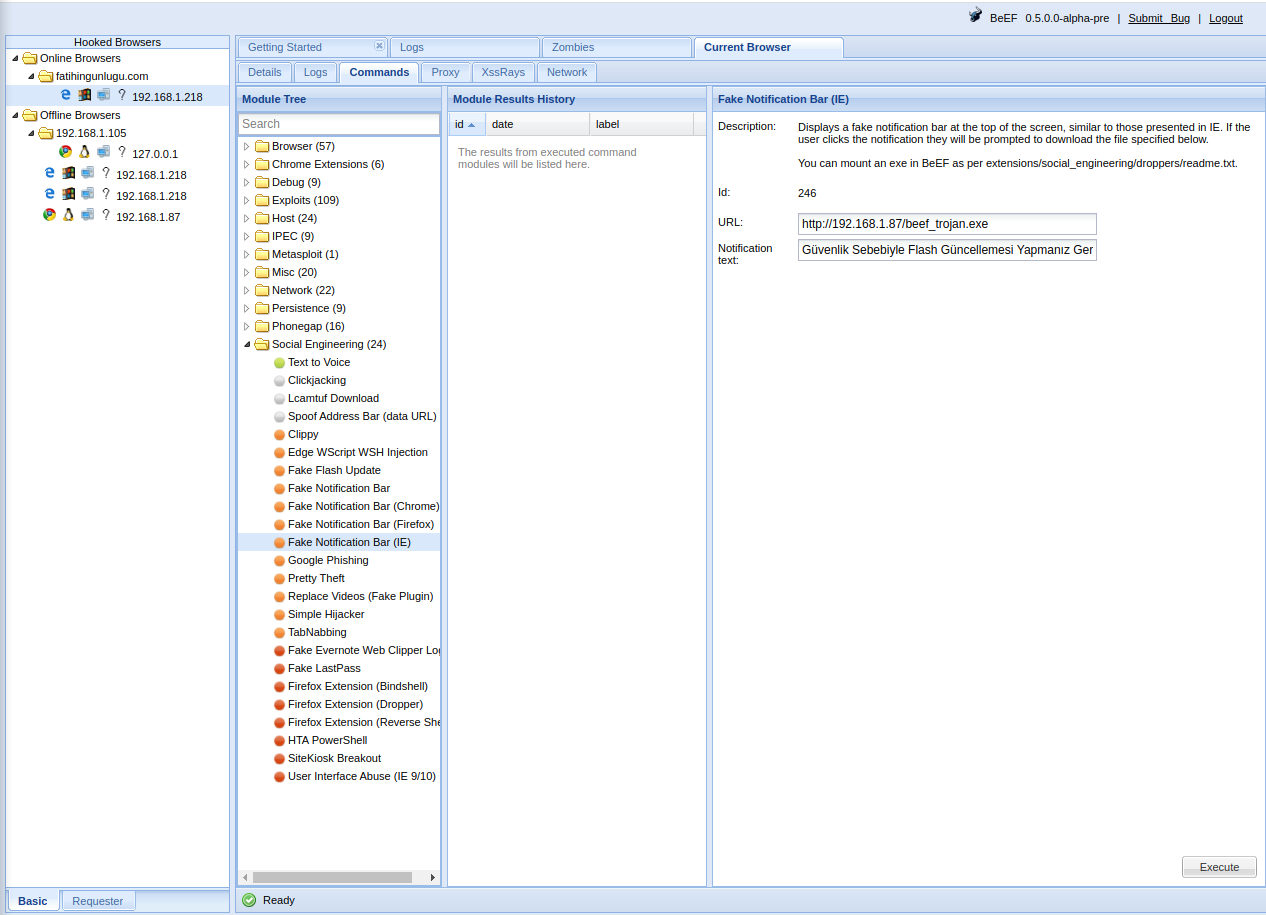 BeEF 0.5.0.0-alpha-pre | Submit Bug | Logout
Hooked Browsers
Online Browsers
fatihingunlugu.com
? 192.168.1.218
Offline Browsers
192.168.1.105
? 127.0.0.1
? 192.168.1.218
? 192.168.1.218
? 192.168.1.87
Basic
Requester
Getting Started
Logs
Zombies
Current Browser
Details
Logs
Commands
Proxy
XssRays
Network
Module Tree
Search
Browser (57)
Chrome Extensions (6)
Debug (9)
Exploits (109)
Host (24)
IPEC (9)
Metasploit (1)
Misc (20)
Network (22)
Persistence (9)
Phonegap (16)
Social Engineering (24)
Text to Voice
Clickjacking
Lcamtuf Download
Spoof Address Bar (data URL)
Clippy
Edge WScript WSH Injection
Fake Flash Update
Fake Notification Bar
Fake Notification Bar (Chrome)
Fake Notification Bar (Firefox)
Fake Notification Bar (IE)
Google Phishing
Pretty Theft
Replace Videos (Fake Plugin)
Simple Hijacker
TabNabbing
Fake Evernote Web Clipper Log
Fake LastPass
Firefox Extension (Bindshell)
Firefox Extension (Dropper)
Firefox Extension (Reverse She
HTA PowerShell
SiteKiosk Breakout
User Interface Abuse (IE 9/10)
Module Results History
id date label
The results from executed command
modules will be listed here.
Fake Notification Bar (IE)
Description: Displays a fake notification bar at the top of the screen, similar to those presented in IE. If the
user clicks the notification they will be prompted to download the file specified below.
You can mount an exe in BeEF as per extensions/social_engineering/droppers/readme.txt.
Id: 246
URL: http://192.168.1.87/beef_trojan.exe
Notification
text:
Güvenlik Sebebiyle Flash Güncellemesi Yapmanız Ger
Execute
Ready